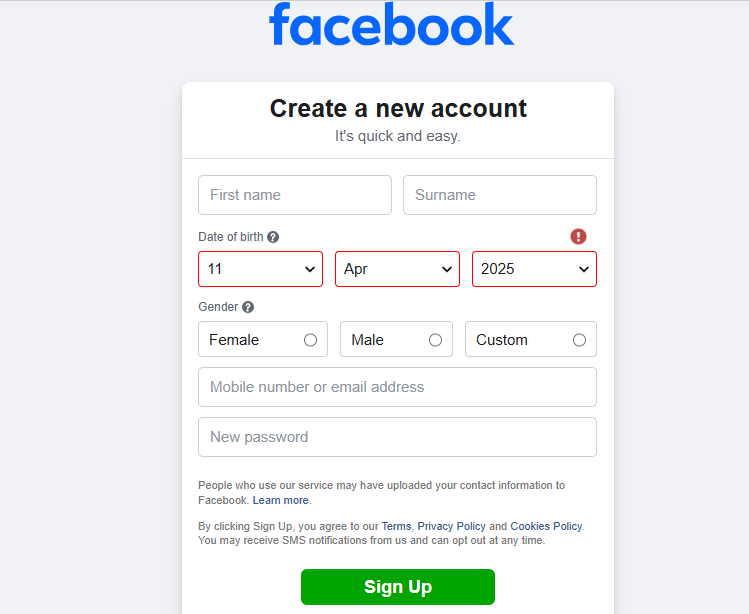 facebook
Create a new account
It's quick and easy.
First name Surname
Date of birth ? !
11 Apr 2025
Gender ?
Female Male Custom
Mobile number or email address
New password
People who use our service may have uploaded your contact information to
Facebook. Learn more.
By clicking Sign Up, you agree to our Terms, Privacy Policy and Cookies Policy.
You may receive SMS notifications from us and can opt out at any time.
Sign Up